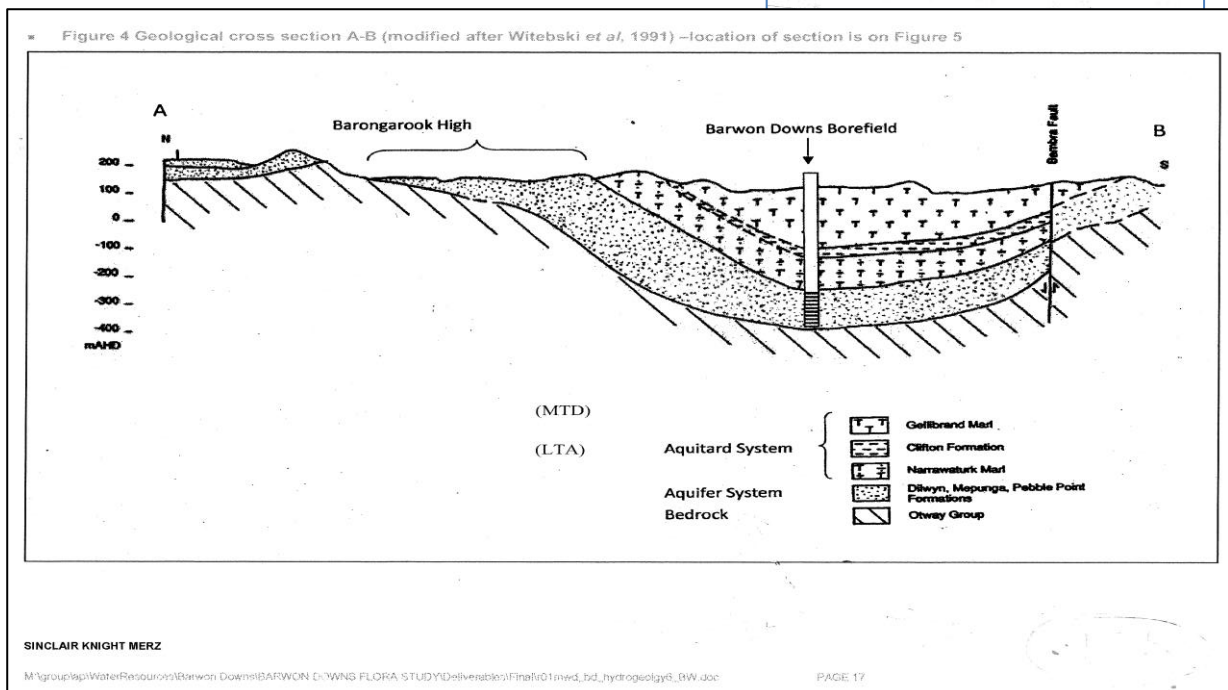 Figure 4 Geological cross section A-B (modified after Witebski et al, 1991) –location of section is on Figure 5
A
B
N
S
Barongarook High
Barwon Downs Borefield
Bambra Fault
200
100
0
-100
-200
-300
-400
mAHD
(MTD)
(LTA)
Aquitard System
Gellibrand Marl
Clifton Formation
Narrawaturk Marl
Aquifer System
Dilwyn, Mepunga, Pebble Point
Formations
Bedrock
Otway Group
SINCLAIR KNIGHT MERZ
PAGE 17